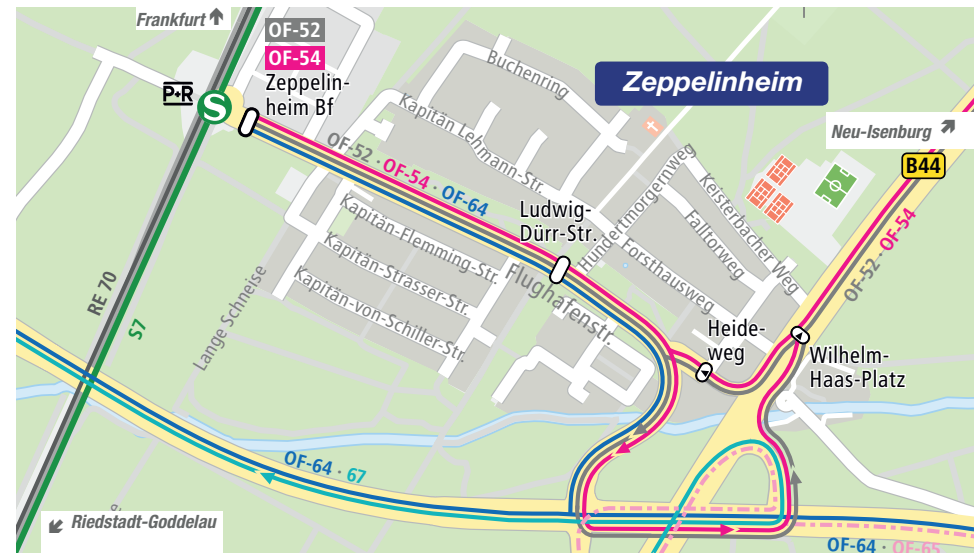 Frankfurt
OF-52
OF-54
Zeppelin-
heim Bf
P+R
S
Buchenring
Zeppelinheim
Neu-Isenburg
B44
Kapitän Lehmann-Str.
OF-52 · OF-54 · OF-64
Ludwig-
Dürr-Str.
Hundertmorgenweg
Keisterbacher Weg
Falltorweg
Forsthausweg
OF-52 · OF-54
Kapitän-Flemming-Str.
Kapitän-Strasser-Str.
Kapitän-von-Schiller-Str.
Flughafenstr.
Lange Schneise
RE 70
S7
Heide-
weg
Wilhelm-
Haas-Platz
OF-64 · 67
Riedstadt-Goddelau
OF-64 · OF-65